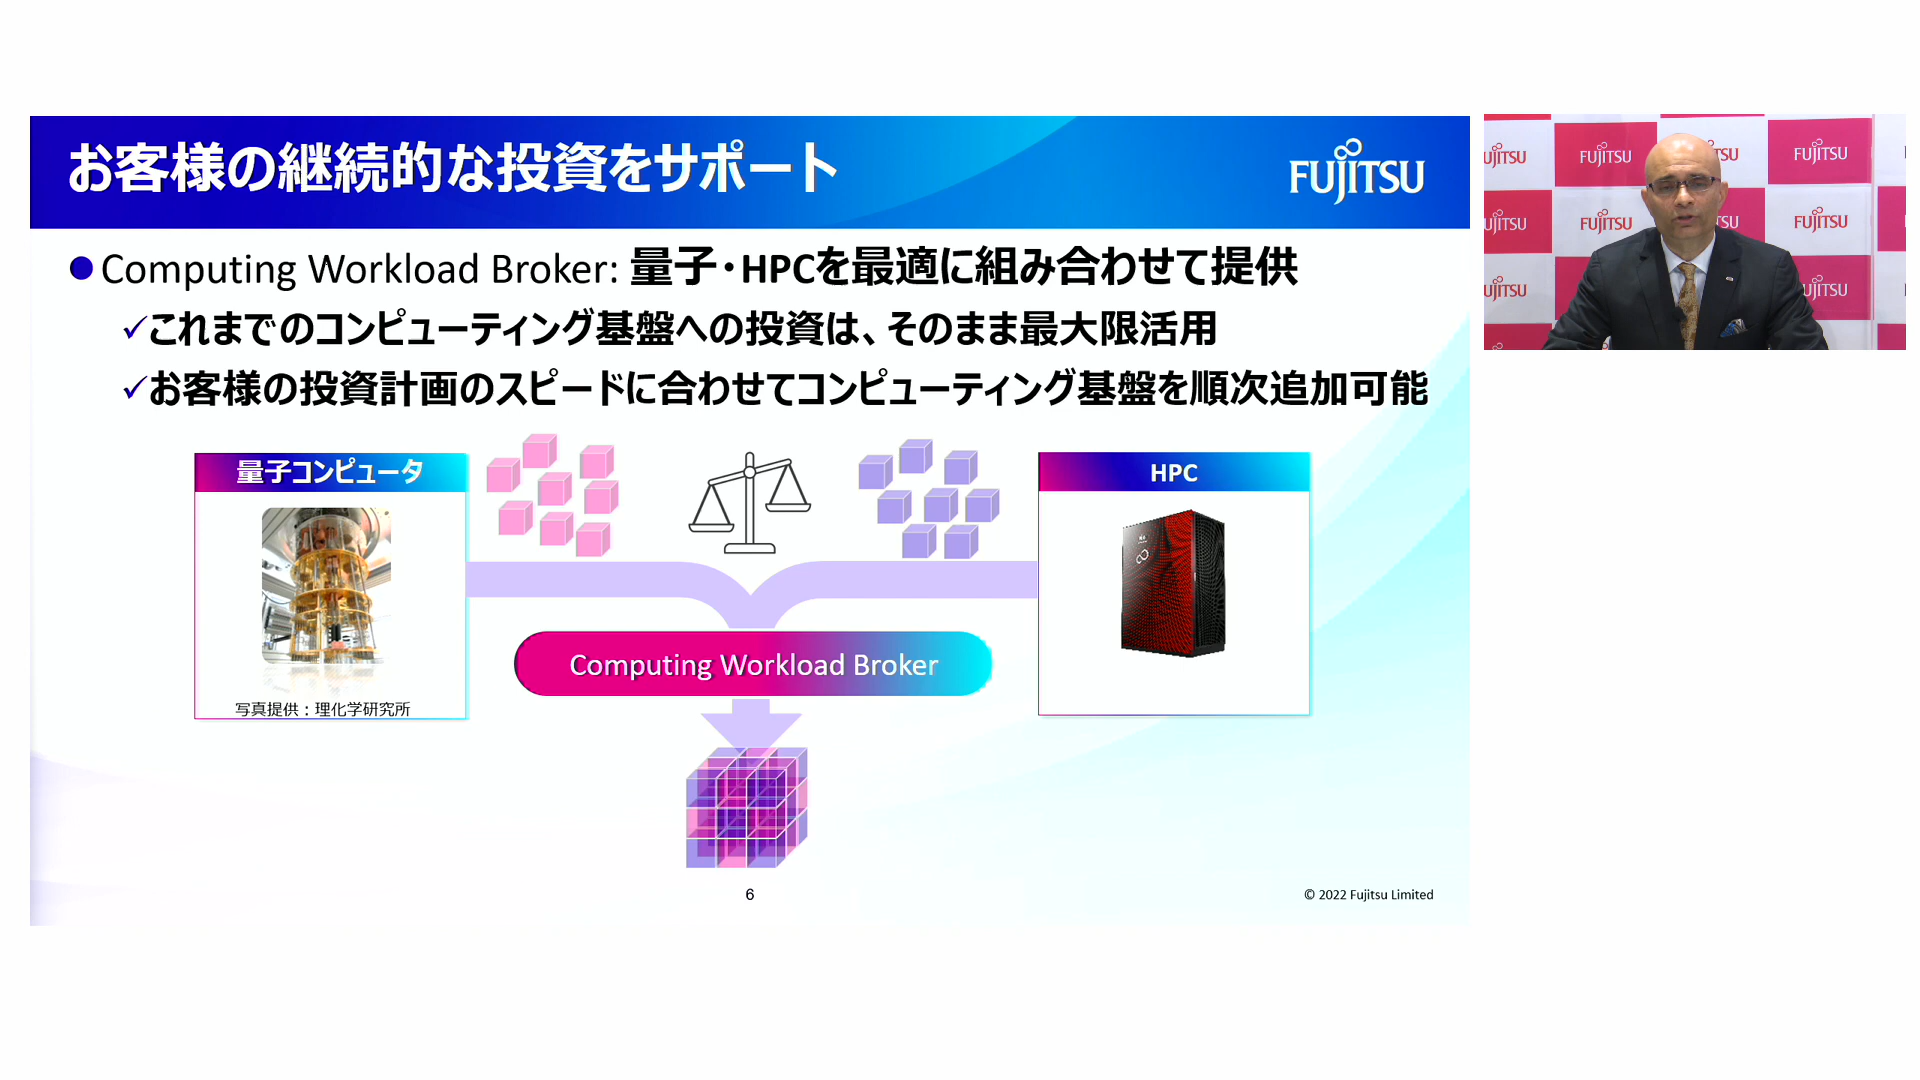 お客様の継続的な投資をサポート
FUJITSU
●Computing Workload Broker: 量子・HPCを最適に組み合わせて提供
✓これまでのコンピューティング基盤への投資は、そのまま最大限活用
✓お客様の投資計画のスピードに合わせてコンピューティング基盤を順次追加可能
量子コンピュータ
HPC
Computing Workload Broker
写真提供：理化学研究所
6
© 2022 Fujitsu Limited
FUJITSU
FUJITSU
FUJITSU
FUJITSU